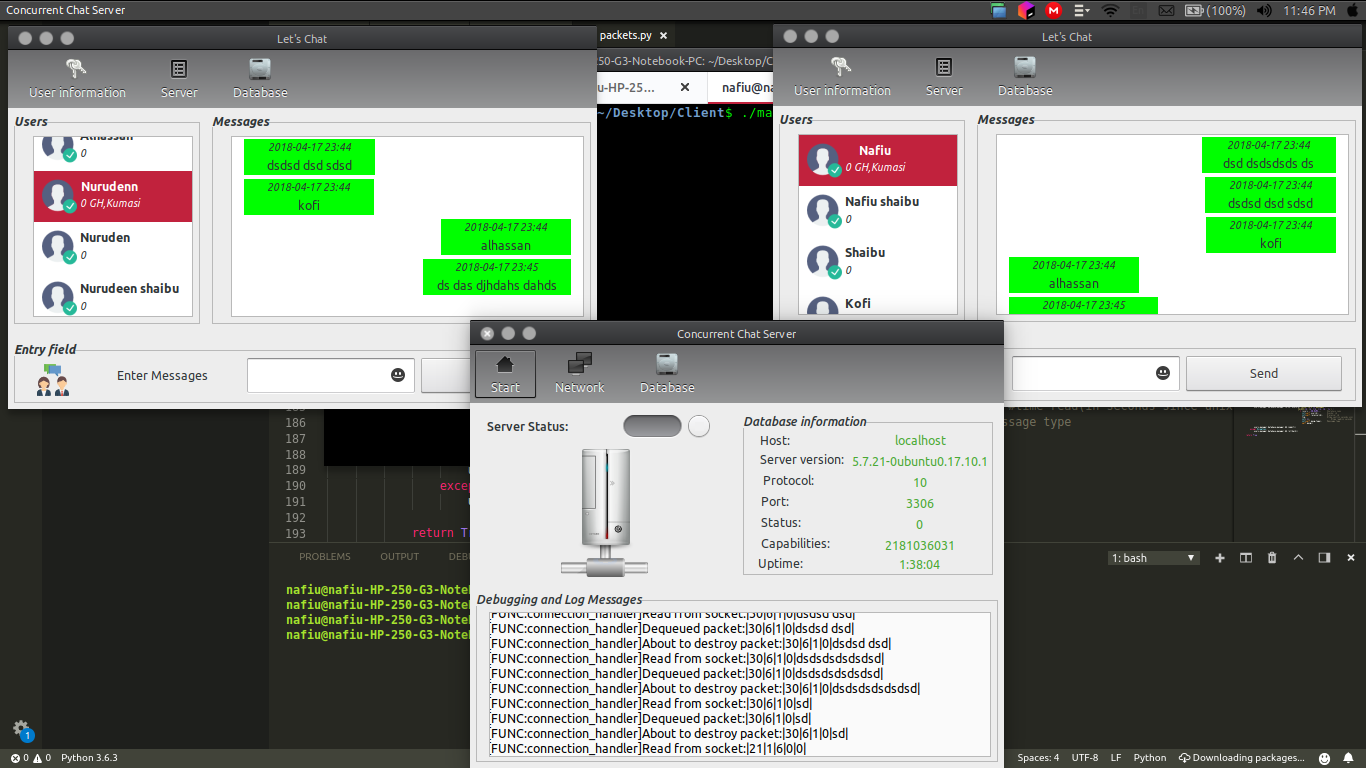 Concurrent Chat Server
(100%)
11:46 PM
Let's Chat
User information
Server
Database
Users
Messages
Alhassan
0
Nurudenn
0 GH,Kumasi
Nuruden
0
Nurudeen shaibu
0
2018-04-17 23:44
dsdsd dsd sdsd
2018-04-17 23:44
kofi
2018-04-17 23:44
alhassan
2018-04-17 23:45
ds das djhdahs dahds
Entry field
Enter Messages
packets.py
50-G3-Notebook-PC: ~/Desktop/C
u-HP-25...
nafiu@na
~/Desktop/Client$ ./ma
Let's Chat
User information
Server
Database
Users
Messages
Nafiu
0 GH,Kumasi
Nafiu shaibu
0
Shaibu
0
Kofi
2018-04-17 23:44
dsd dsdsdsds ds
2018-04-17 23:44
dsdsd dsd sdsd
2018-04-17 23:44
kofi
2018-04-17 23:44
alhassan
2018-04-17 23:45
Send
Concurrent Chat Server
Start
Network
Database
Server Status:
Database information
Host: localhost
Server version: 5.7.21-0ubuntu0.17.10.1
Protocol: 10
Port: 3306
Status: 0
Capabilities: 2181036031
Uptime: 1:38:04
Debugging and Log Messages
[FUNC:connection_handler]Read from socket:|30|6|1|0|dsdsd dsd|
[FUNC:connection_handler]Dequeued packet:|30|6|1|0|dsdsd dsd|
[FUNC:connection_handler]About to destroy packet:|30|6|1|0|dsdsd dsd|
[FUNC:connection_handler]Read from socket:|30|6|1|0|dsdsdsdsdsdsd|
[FUNC:connection_handler]Dequeued packet:|30|6|1|0|dsdsdsdsdsdsd|
[FUNC:connection_handler]About to destroy packet:|30|6|1|0|dsdsdsdsdsdsd|
[FUNC:connection_handler]Read from socket:|30|6|1|0|sd|
[FUNC:connection_handler]Dequeued packet:|30|6|1|0|sd|
[FUNC:connection_handler]About to destroy packet:|30|6|1|0|sd|
[FUNC:connection_handler]Read from socket:|21|1|6|0|0|
186
187
188
189
190 excep
191
192
193 return T
ssage type
PROBLEMS
OUTPUT
DEBU
1: bash
nafiu@nafiu-HP-250-G3-Noteb
nafiu@nafiu-HP-250-G3-Noteb
nafiu@nafiu-HP-250-G3-Noteb
nafiu@nafiu-HP-250-G3-Noteb
1
0
0
Python 3.6.3
Spaces: 4
UTF-8
LF
Python
Downloading packages...